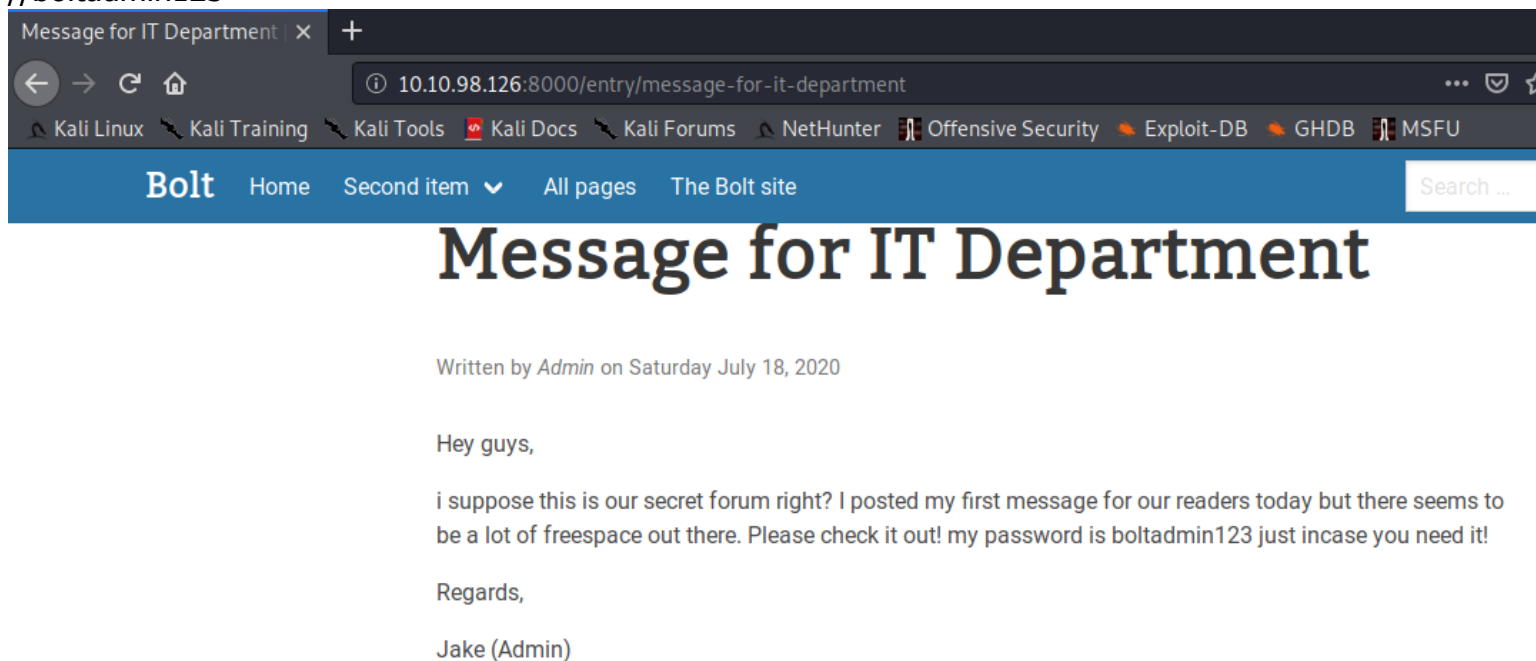 //boltadmin123
Message for IT Department
10.10.98.126:8000/entry/message-for-it-department
Kali Linux Kali Training Kali Tools Kali Docs Kali Forums NetHunter Offensive Security Exploit-DB GHDB MSFU
Bolt Home Second item All pages The Bolt site Search ...
Message for IT Department
Written by Admin on Saturday July 18, 2020
Hey guys,
i suppose this is our secret forum right? I posted my first message for our readers today but there seems to
be a lot of freespace out there. Please check it out! my password is boltadmin123 just incase you need it!
Regards,
Jake (Admin)